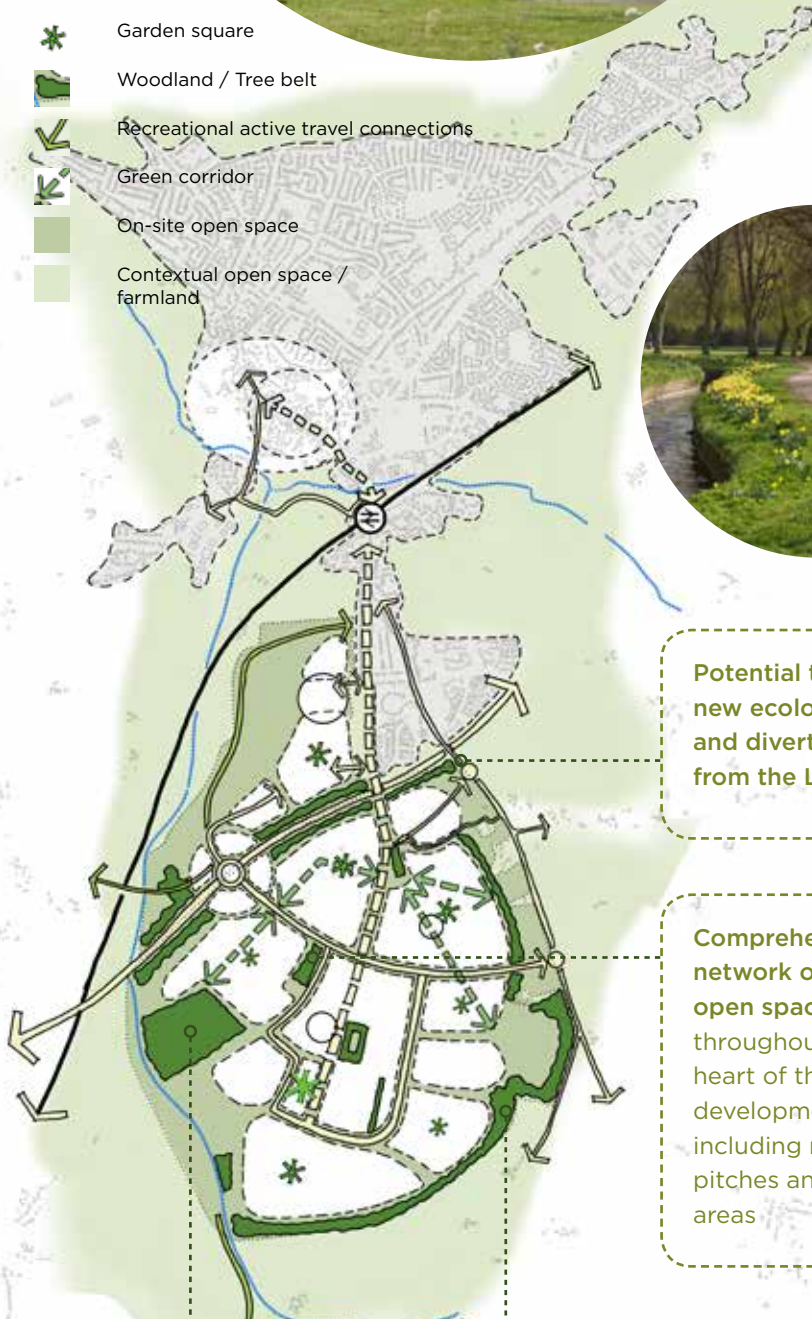 Garden square
Woodland / Tree belt
Recreational active travel connections
Green corridor
On-site open space
Contextual open space /
farmland
Potential
new ecolo
and divert
from the L
Comprehe
network o
open spac
throughou
heart of th
developm
including
pitches an
areas